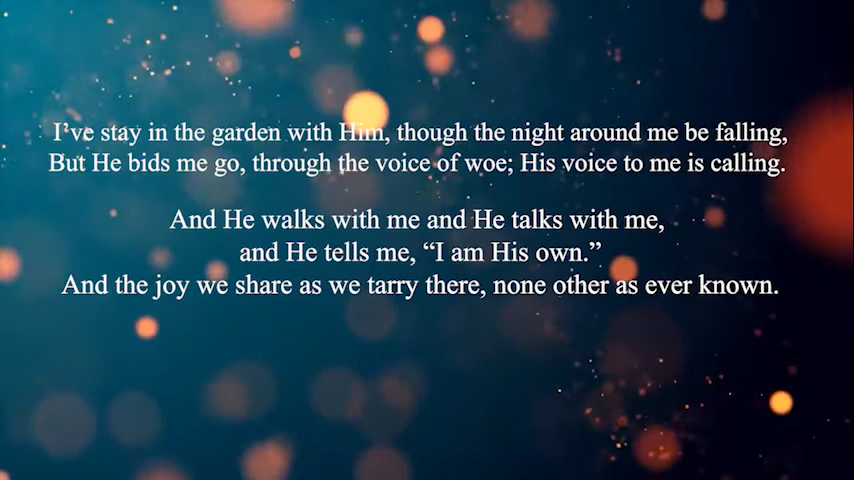 I've stay in the garden with Him, though the night around me be falling,
But He bids me go, through the voice of woe; His voice to me is calling.
And He walks with me and He talks with me,
and He tells me, “I am His own.”
And the joy we share as we tarry there, none other as ever known.